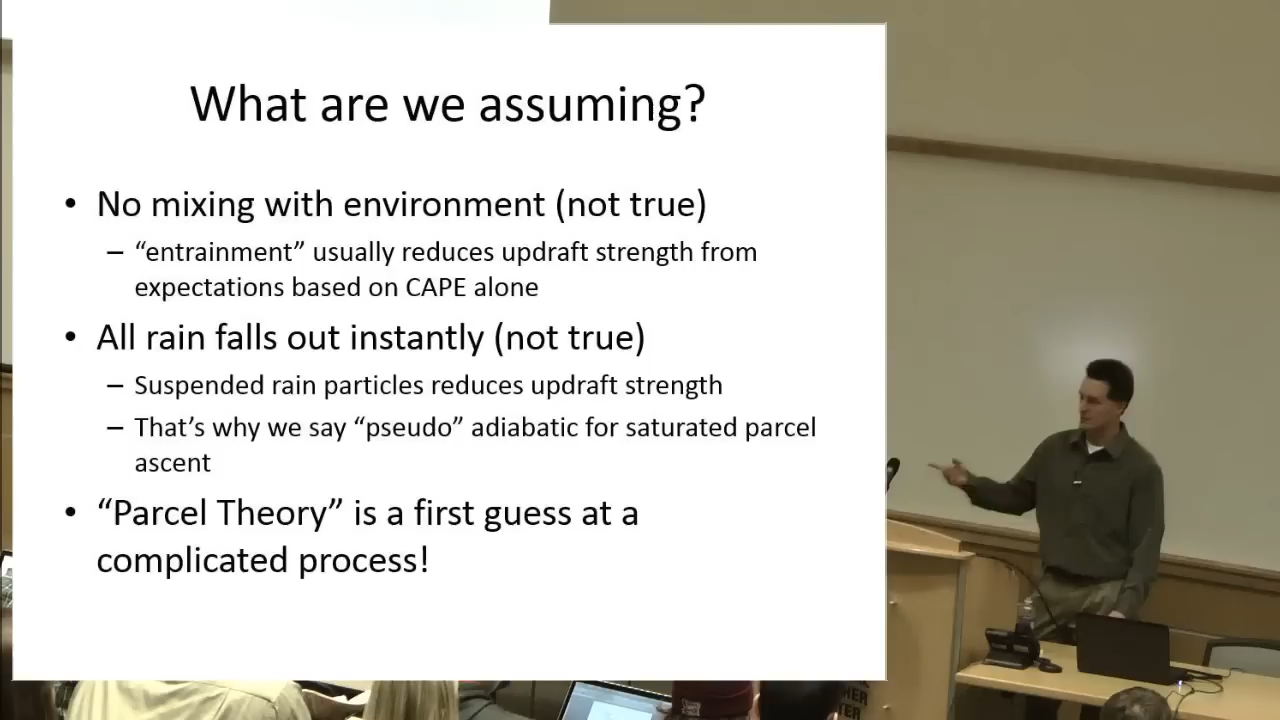 What are we assuming?
• No mixing with environment (not true)
– “entrainment” usually reduces updraft strength from
expectations based on CAPE alone
• All rain falls out instantly (not true)
– Suspended rain particles reduces updraft strength
– That’s why we say “pseudo” adiabatic for saturated parcel
ascent
• “Parcel Theory” is a first guess at a
complicated process!